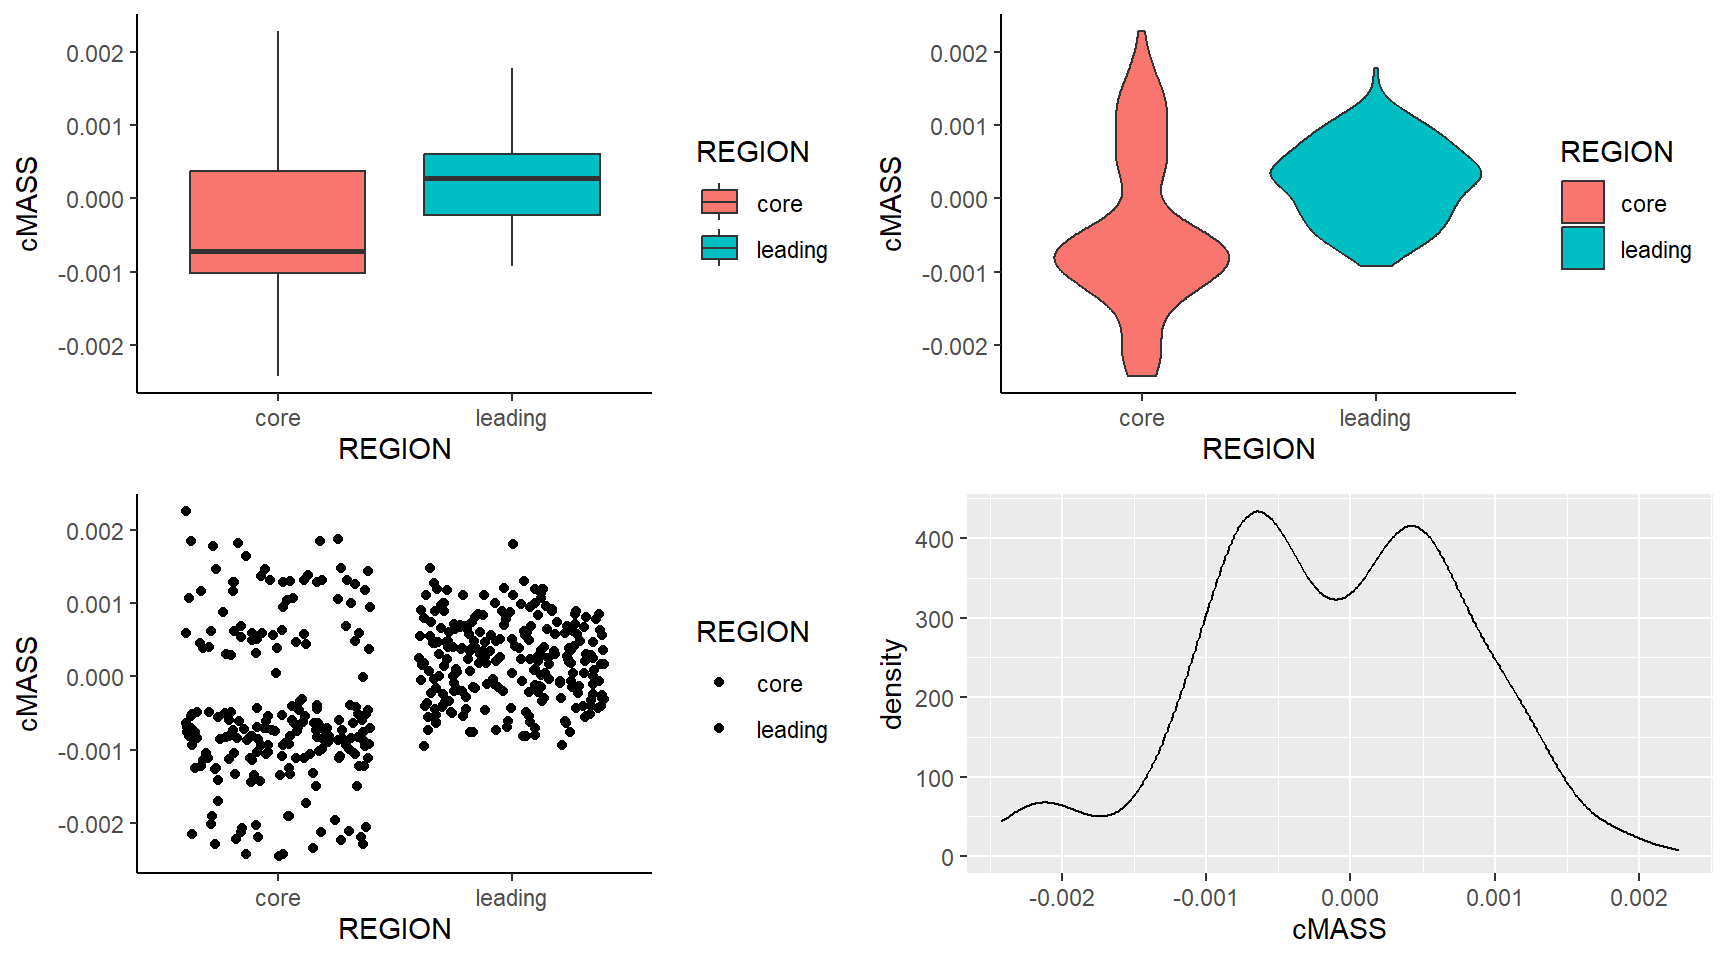 cMASS
0.002
0.001
0.000
-0.001
-0.002
core
leading
REGION
REGION
core
leading
cMASS
0.002
0.001
0.000
-0.001
-0.002
core
leading
REGION
REGION
core
leading
cMASS
0.002
0.001
0.000
-0.001
-0.002
core
leading
REGION
REGION
core
leading
density
400
300
200
100
0
-0.002
-0.001
0.000
0.001
0.002
cMASS